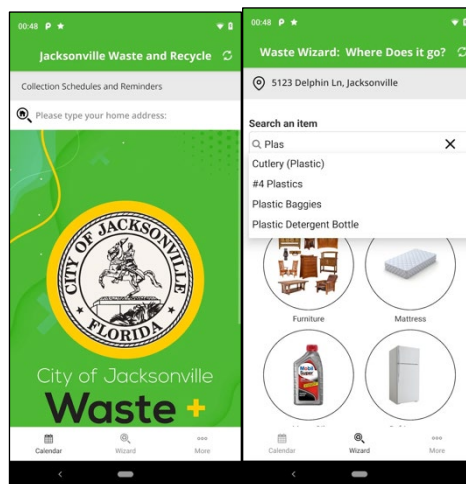 00:48 P ★
Jacksonville Waste and Recycle
Collection Schedules and Reminders
Please type your home address:
CITY OF JACKSONVILLE
FLORIDA
City of Jacksonville
Waste +
Calendar
Wizard
More
00:48 P ★
Waste Wizard: Where Does it go?
5123 Delphin Ln, Jacksonville
Search an item
Plas
X
Cutlery (Plastic)
#4 Plastics
Plastic Baggies
Plastic Detergent Bottle
Furniture
Mattress
Mobil
Super
Calendar
Wizard
More